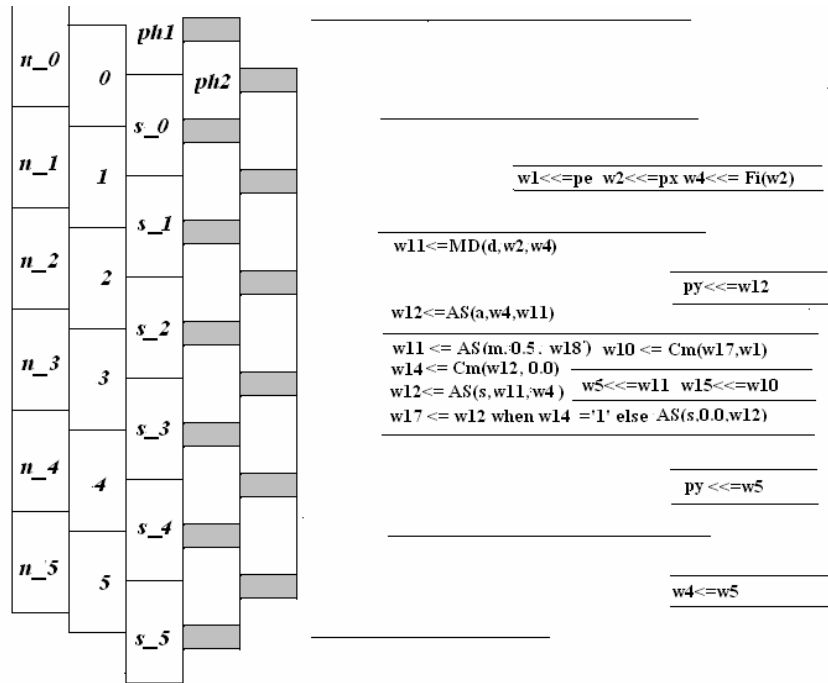 ph1
n_0
0
ph2
s_0
n_1
1
w1<<=pe w2<<=px w4<<= Fi(w2)
s_1
w11<=MD(d,w2,w4)
n_2
2
py<<=w12
s_2
w12<=AS(a,w4,w11)
n_3
3
w11 <= AS(m,0.5, w18) w10 <= Cm(w17,w1)
w14 <= Cm(w12, 0.0)
w12<= AS(s,w11,w4) w5<<=w11 w15<<=w10
s_3
w17 <= w12 when w14 ='1' else AS(s,0.0,w12)
n_4
4
py <<=w5
s_4
n_5
5
w4<=w5
s_5